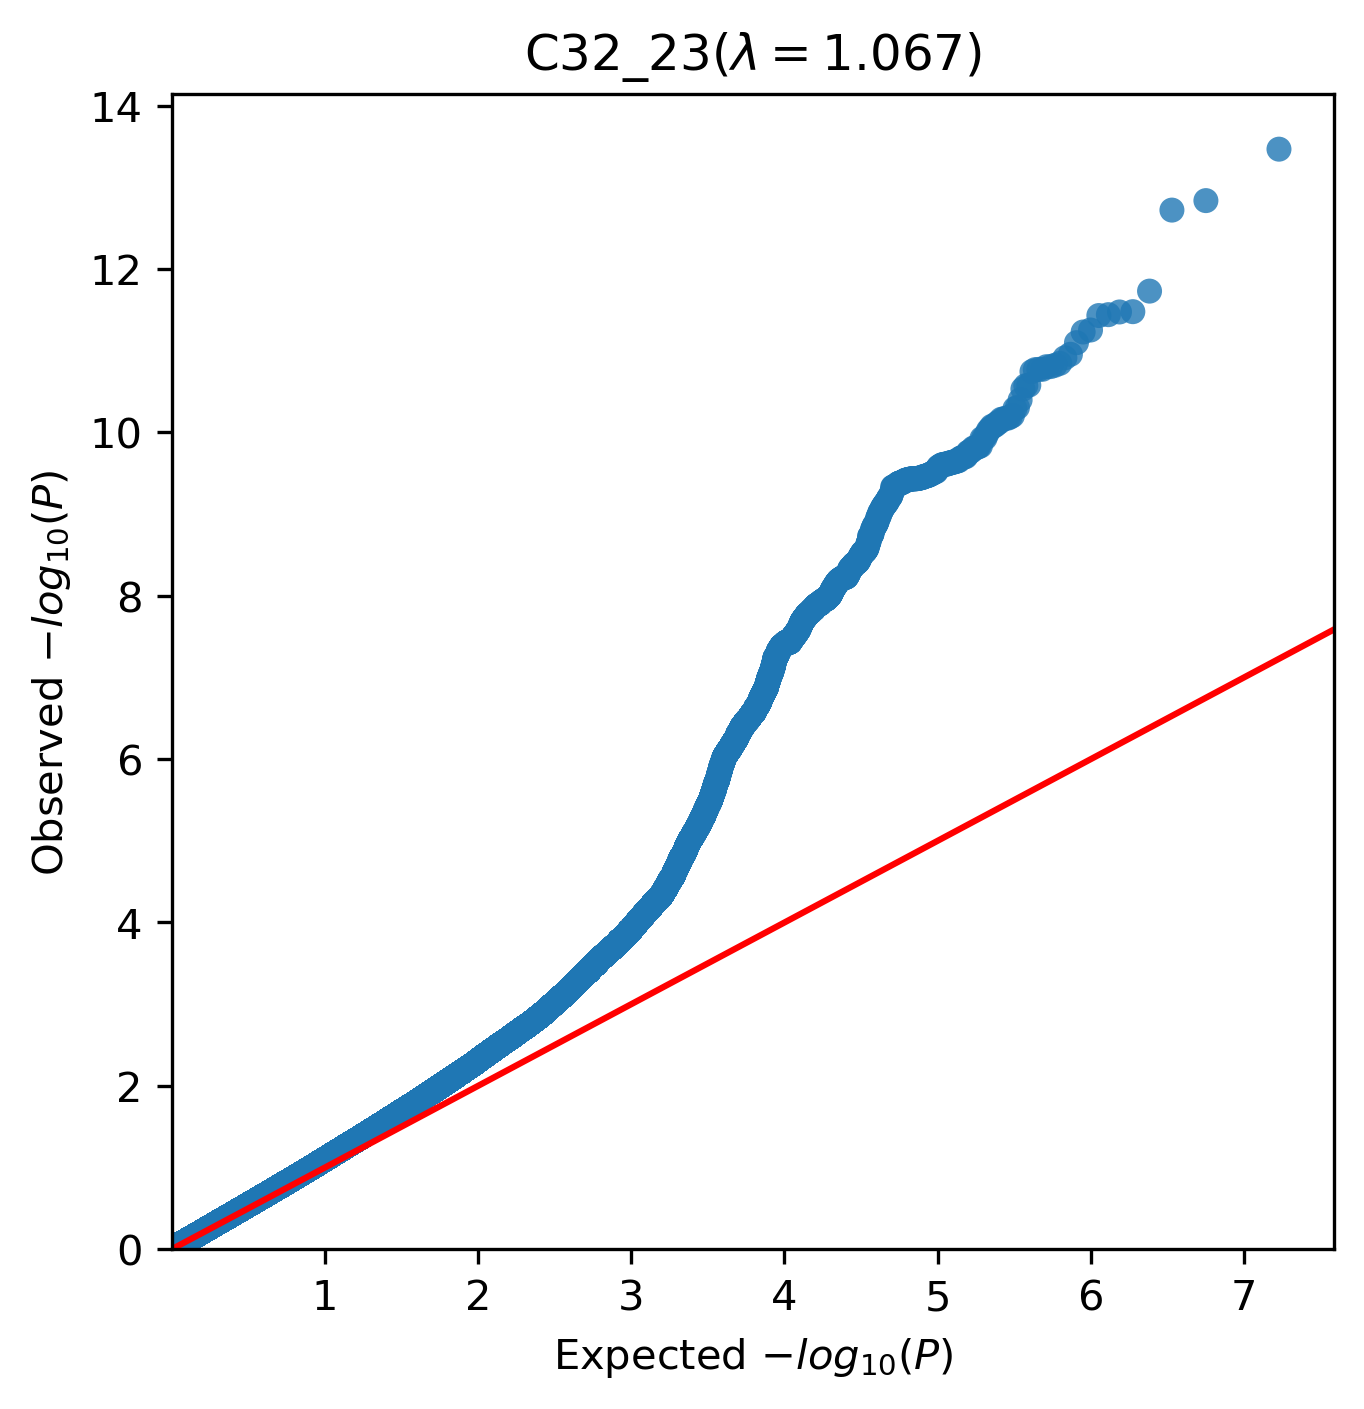 C32_23(λ = 1.067)
14
12
10
8
6
4
2
0
Observed −log₁₀(P)
1 2 3 4 5 6 7
Expected −log₁₀(P)